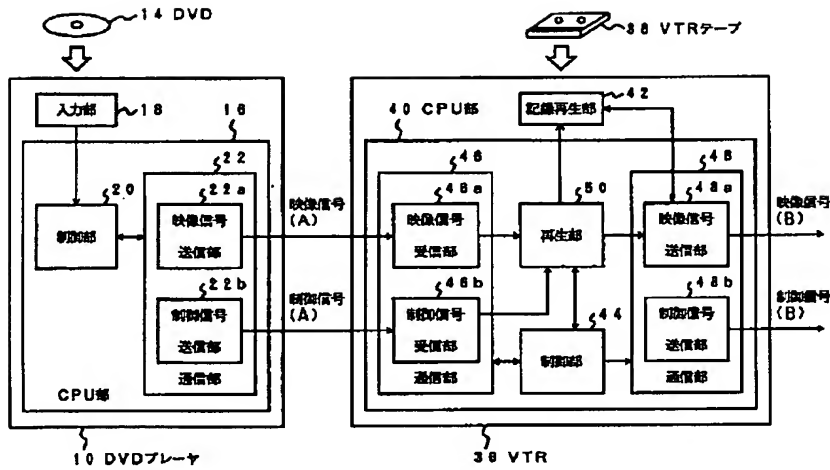 14 DVD
38 VTRテープ
入力部
18
16
20
制御部
22
22a
映像信号
送信部
22b
制御信号
送信部
通信部
CPU部
10 DVDプレーヤ
映像信号
(A)
制御信号
(A)
記録再生部
42
40 CPU部
46
46a
映像信号
受信部
46b
制御信号
受信部
通信部
50
再生部
44
制御部
48
48a
映像信号
送信部
48b
制御信号
送信部
通信部
36 VTR
映像信号
(B)
制御信号
(B)